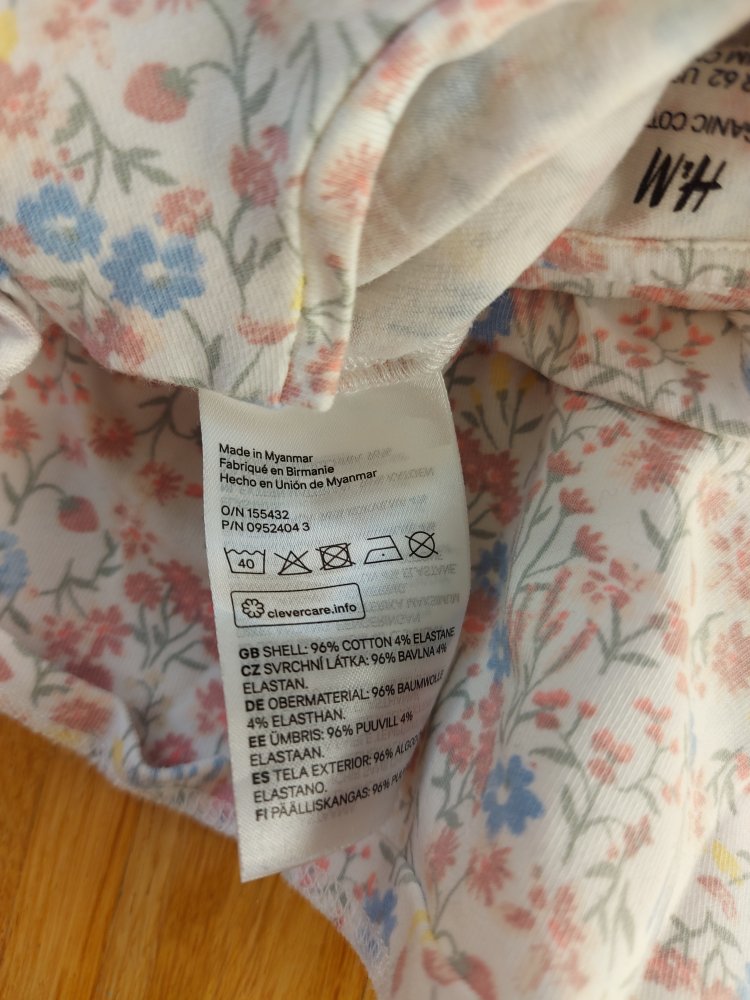 Made in Myanmar
Fabriqué en Birmanie
Hecho en Unión de Myanmar
O/N 155432
P/N 0952404 3
40
clevercare.info
GB SHELL: 96% COTTON 4% ELASTANE
CZ SVRCHNÍ LÁTKA: 96% BAVLNA 4%
ELASTAN.
DE OBERMATERIAL: 96% BAUMWOLLE
4% ELASTHAN.
EE ÜMBRIS: 96% PUUVILL 4%
ELASTAAN.
ES TELA EXTERIOR: 96%
ELASTANO.
FI PÄÄLLISKANGAS: 96%
H&M
62